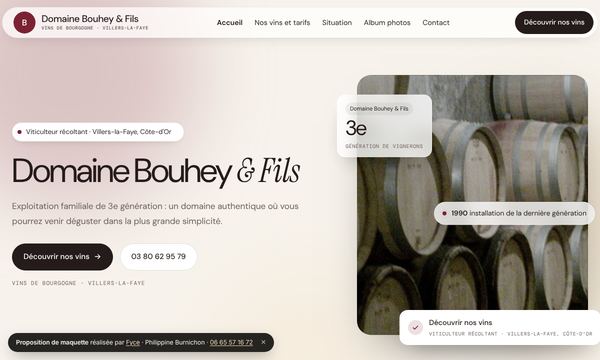 B
Domaine Bouhey & Fils
VINS DE BOURGOGNE · VILLERS-LA-FAYE
Accueil
Nos vins et tarifs
Situation
Album photos
Contact
Découvrir nos vins
Viticulteur récoltant · Villers-la-Faye, Côte-d'Or
Domaine Bouhey & Fils
Exploitation familiale de 3e génération : un domaine authentique où vous
pourrez venir déguster dans la plus grande simplicité.
Découvrir nos vins →
03 80 62 95 79
VINS DE BOURGOGNE · VILLERS-LA-FAYE
Domaine Bouhey & Fils
3e
GÉNÉRATION DE VIGNERONS
1990 installation de la dernière génération
Découvrir nos vins
VITICULTEUR RÉCOLTANT · VILLERS-LA-FAYE, CÔTE-D'OR
Proposition de maquette réalisée par Fyce · Philippine Burnichon · 06 65 57 16 72 ×